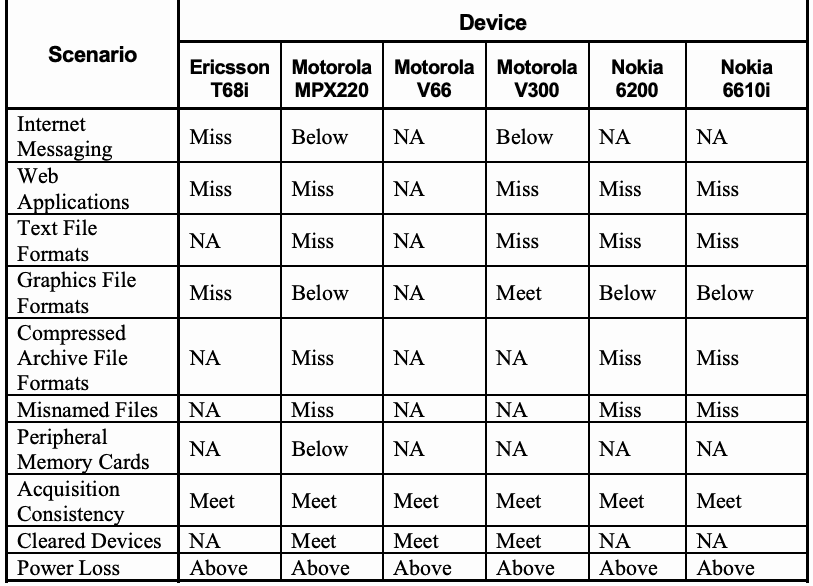 Scenario
Device
Ericsson T68i
Motorola MPX220
Motorola V66
Motorola V300
Nokia 6200
Nokia 6610i
Internet Messaging Miss Below NA Below NA NA
Web Applications Miss Miss NA Miss Miss Miss
Text File Formats NA Miss NA Miss Miss Miss
Graphics File Formats Miss Below NA Meet Below Below
Compressed Archive File Formats NA Miss NA NA Miss Miss
Misnamed Files NA Miss NA NA Miss Miss
Peripheral Memory Cards NA Below NA NA NA NA
Acquisition Consistency Meet Meet Meet Meet Meet Meet
Cleared Devices NA Meet Meet Meet NA NA
Power Loss Above Above Above Above Above Above